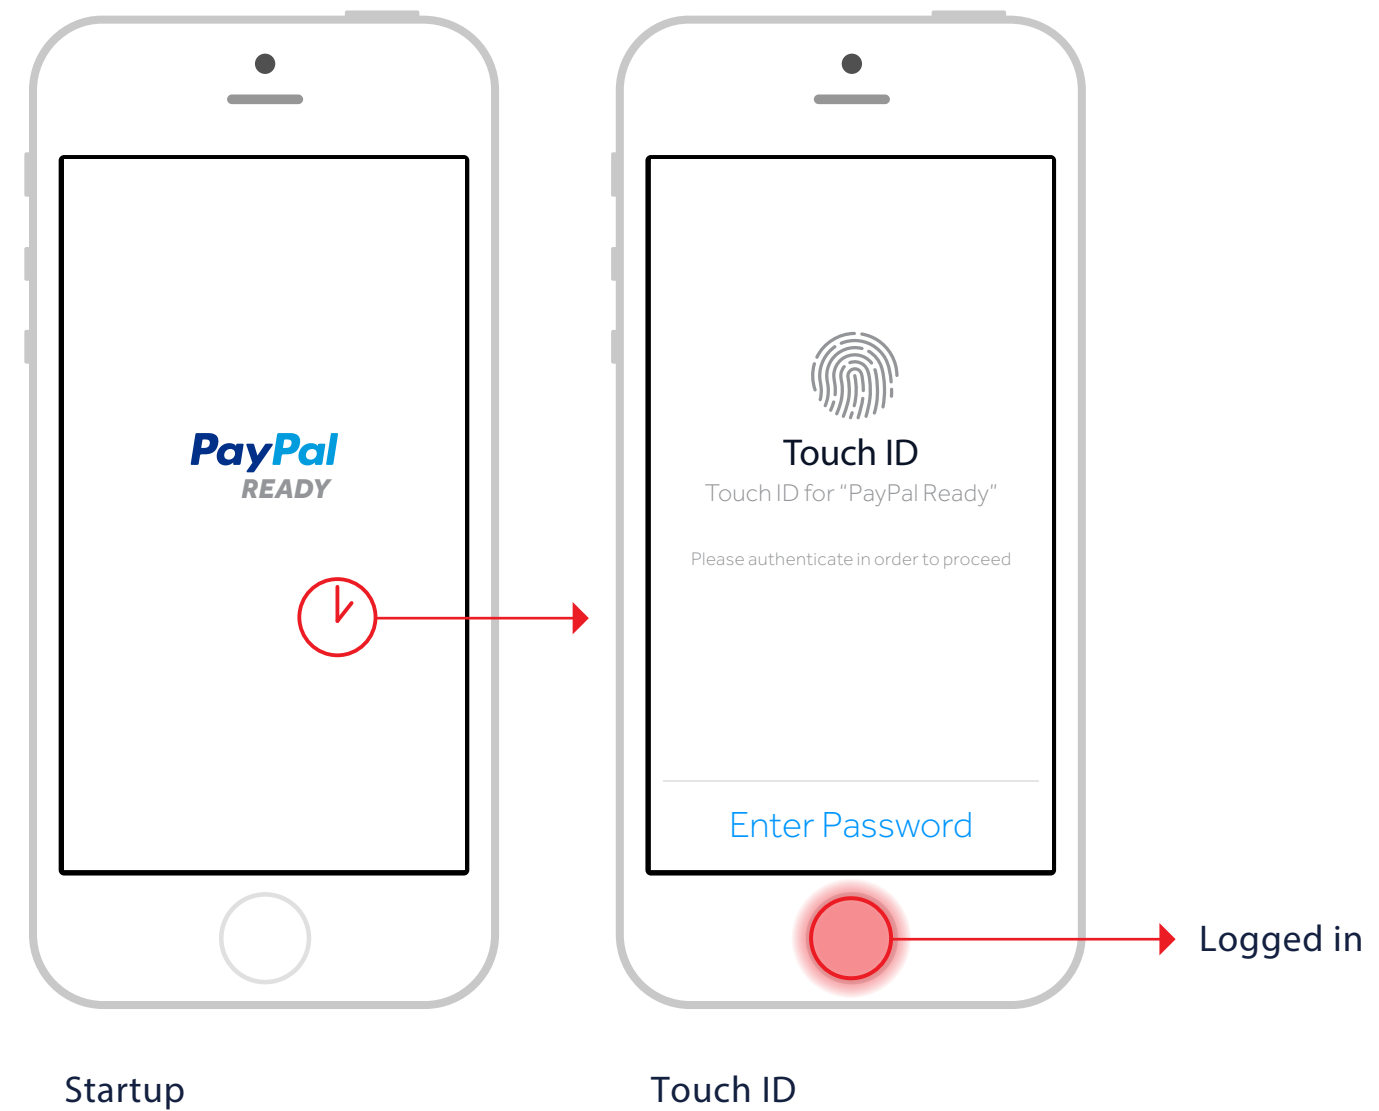 PayPal
READY
Touch ID
Touch ID for “PayPal Ready”
Please authenticate in order to proceed
Enter Password
Logged in
Startup
Touch ID